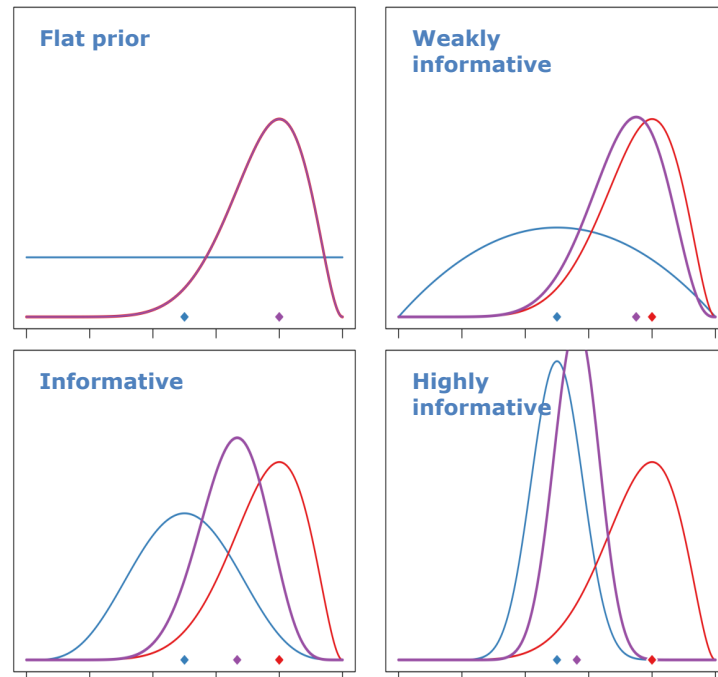 Flat prior
Weakly
informative
Informative
Highly
informative